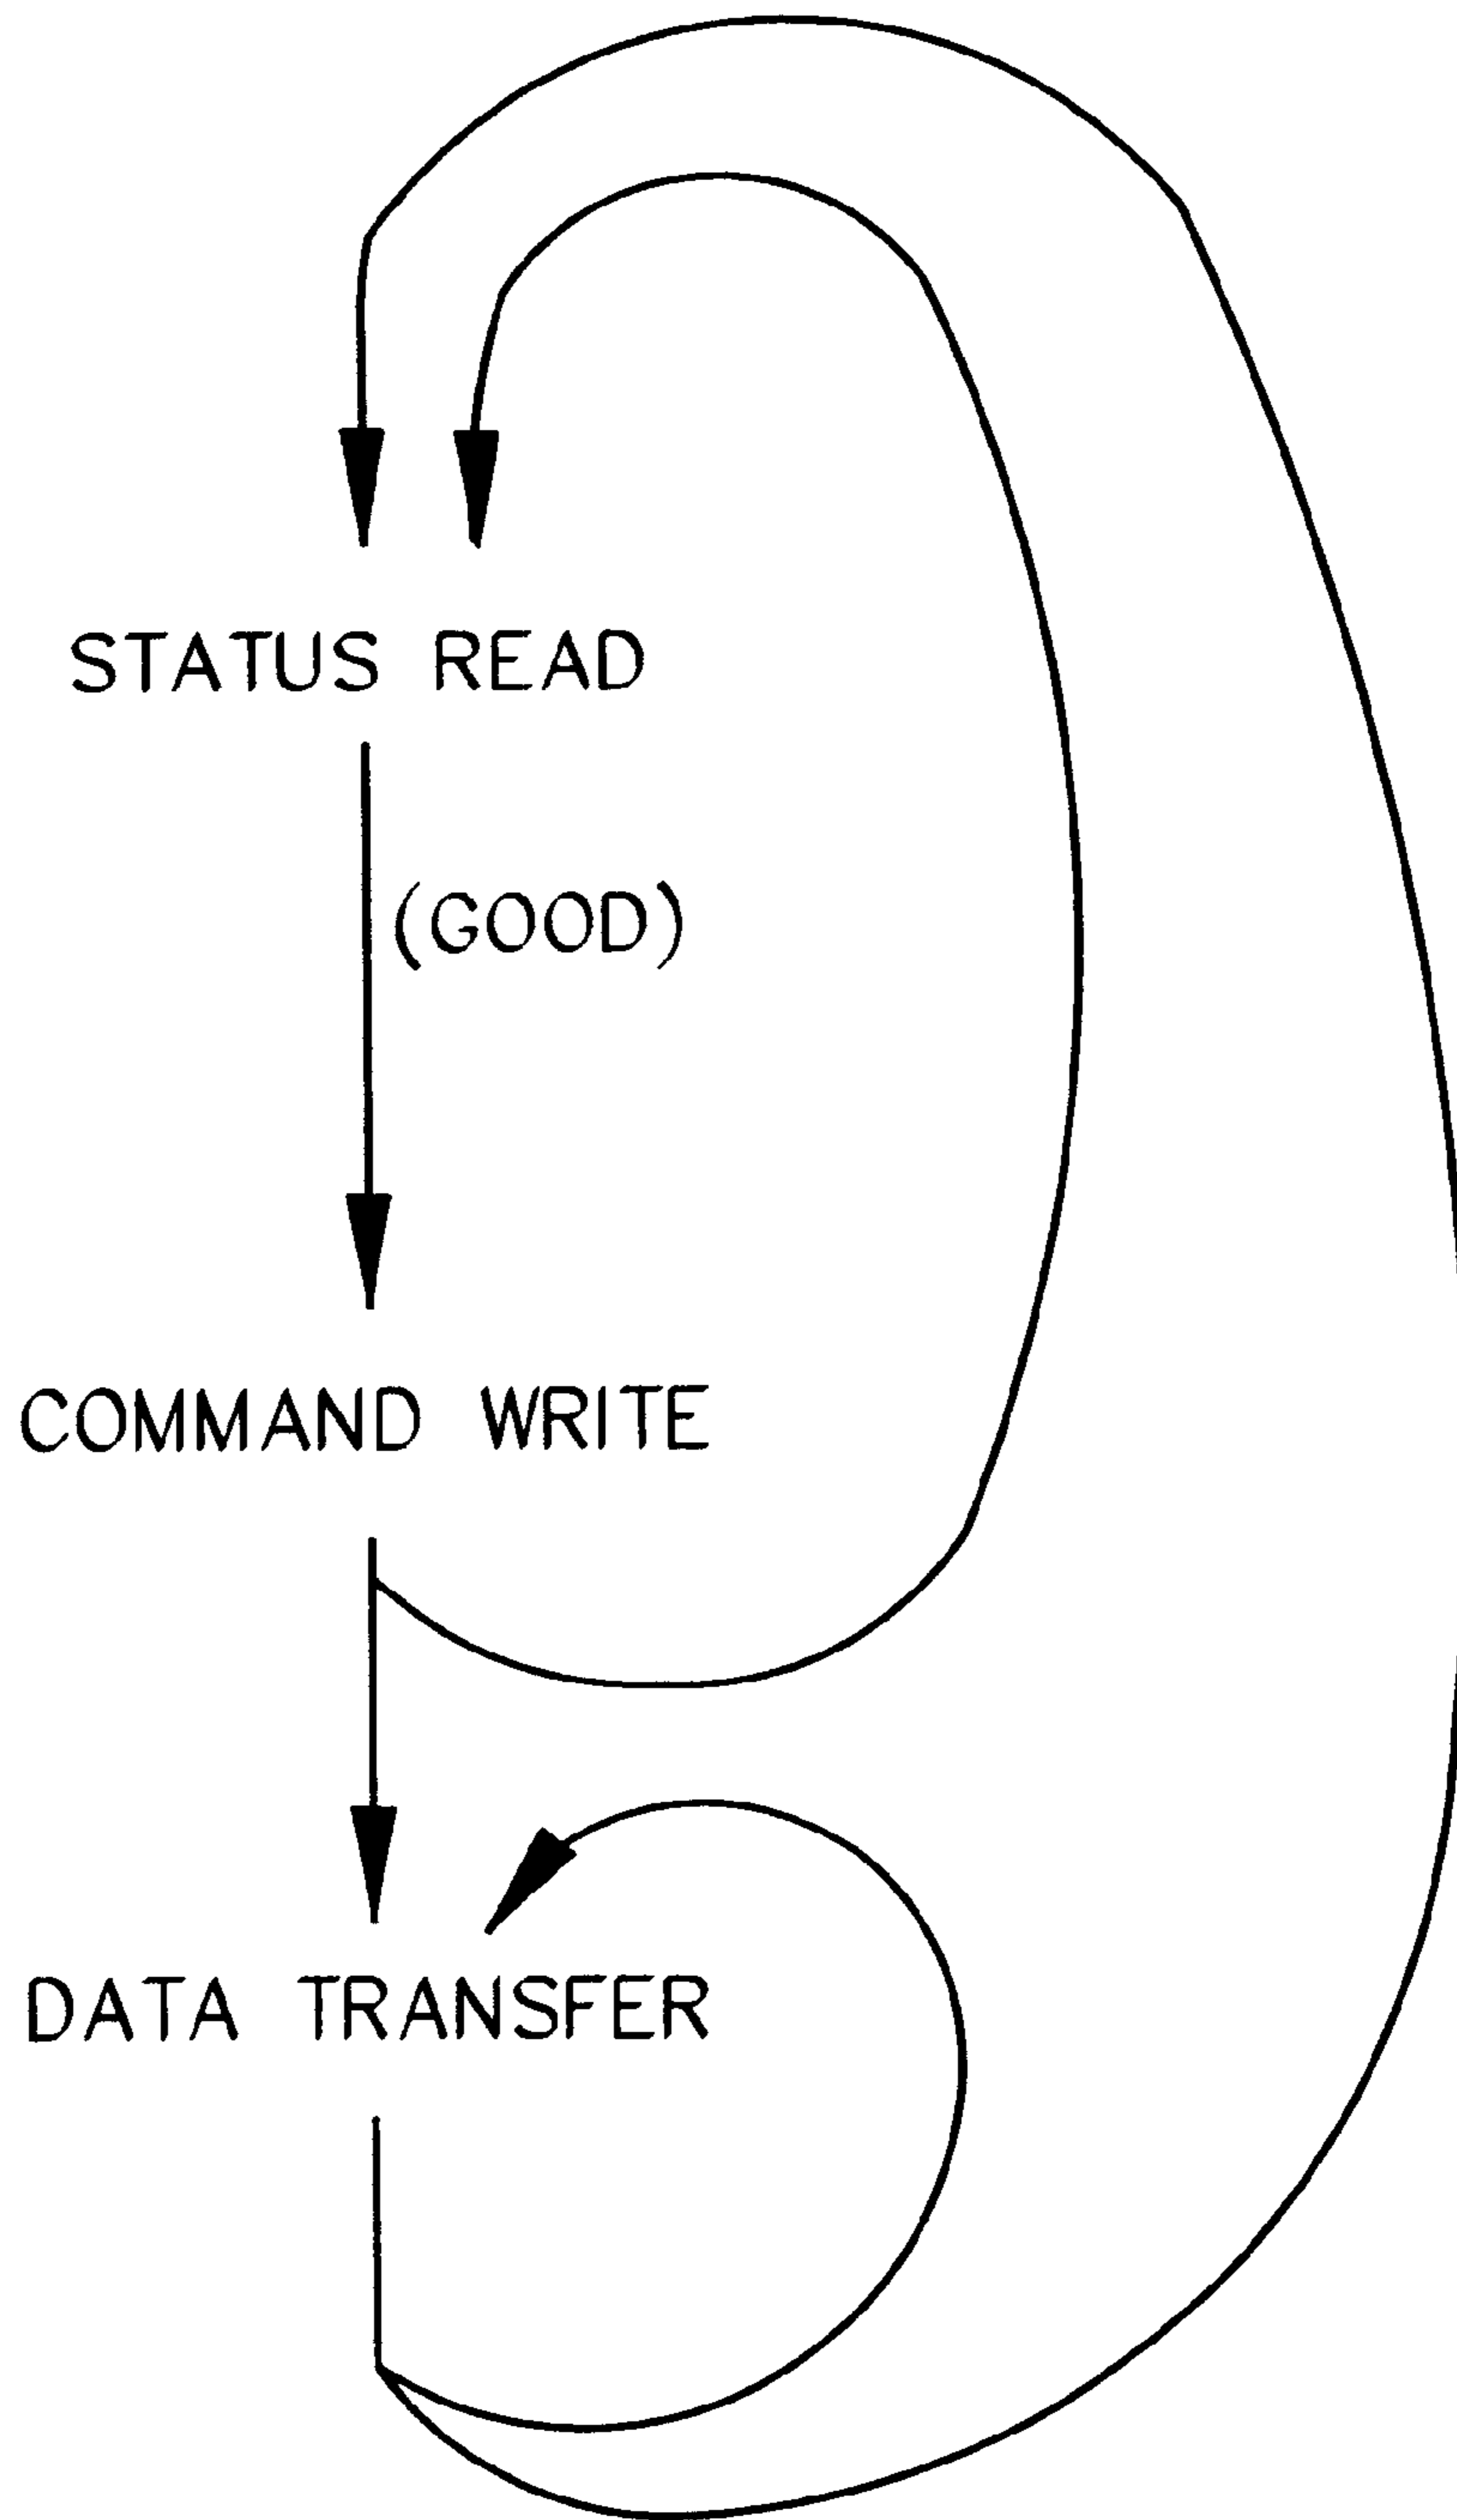 STATUS READ
(GOOD)
COMMAND WRITE
DATA TRANSFER